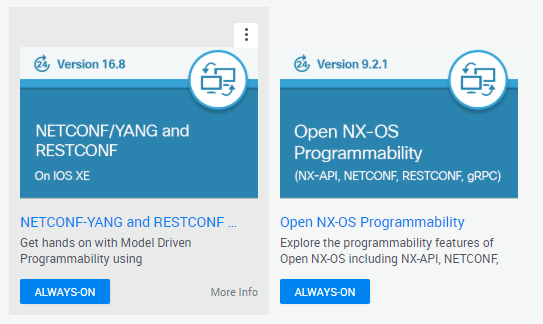 24 Version 16.8
NETCONF/YANG and
RESTCONF
On IOS XE
NETCONF-YANG and RESTCONF ...
Get hands on with Model Driven
Programmability using
ALWAYS-ON
More Info
24 Version 9.2.1
Open NX-OS
Programmability
(NX-API, NETCONF, RESTCONF, gRPC)
Open NX-OS Programmability
Explore the programmability features of
Open NX-OS including NX-API, NETCONF,
ALWAYS-ON